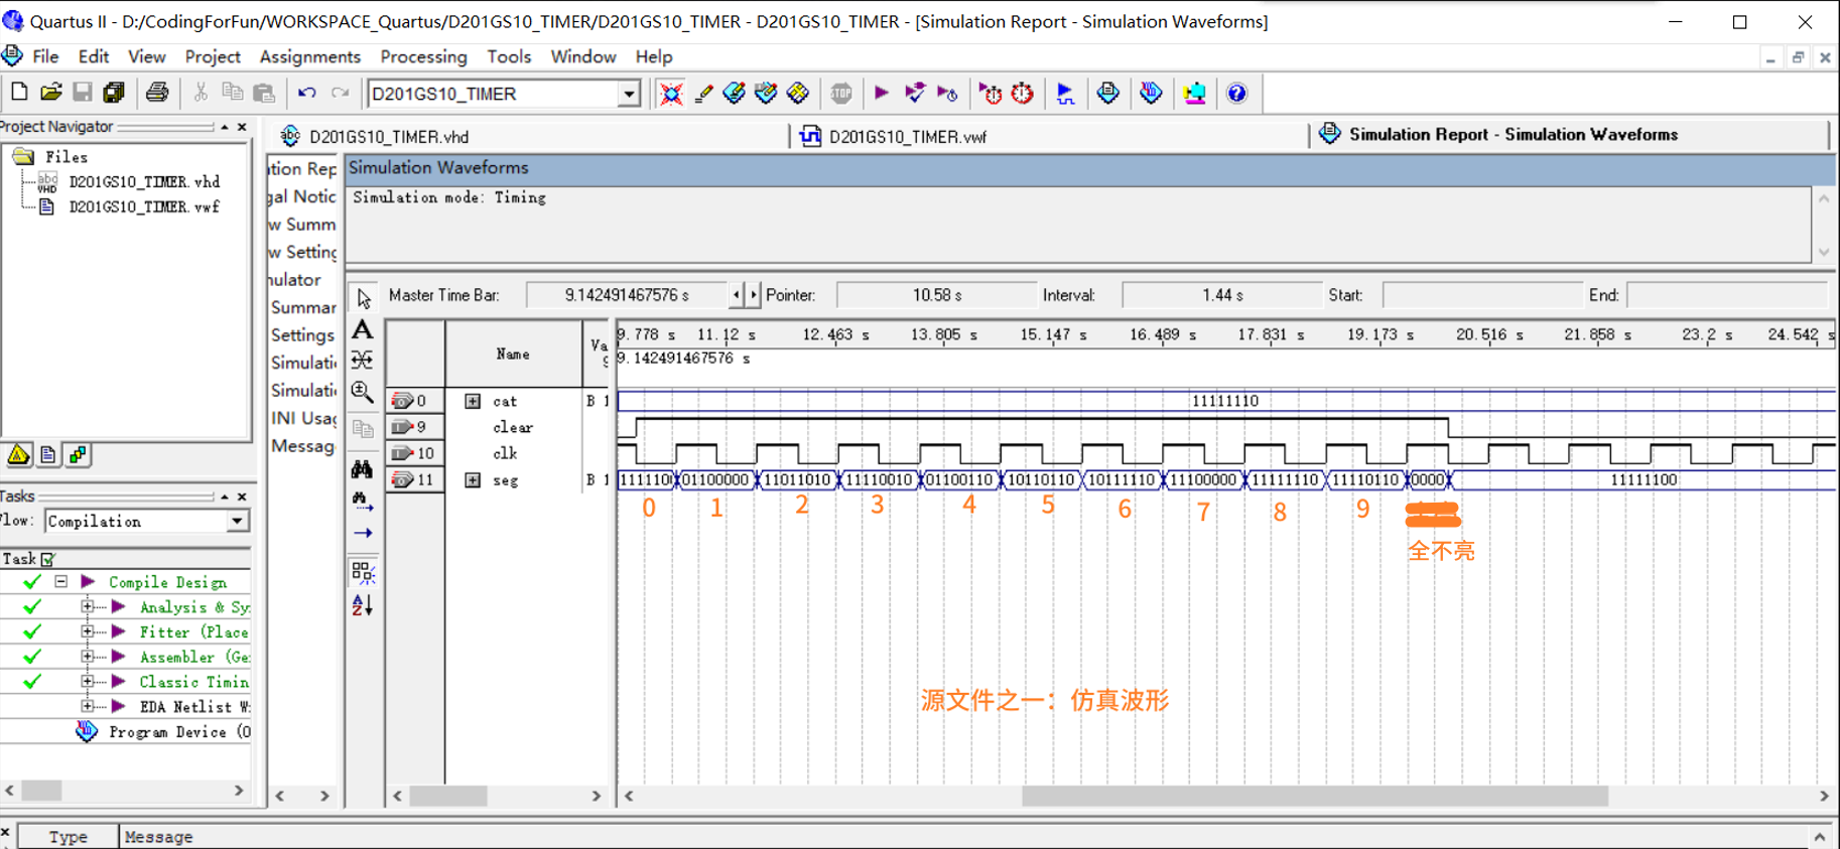 Quartus II - D:/CodingForFun/WORKSPACE_Quartus/D201GS10_TIMER/D201GS10_TIMER - D201GS10_TIMER - [Simulation Report - Simulation Waveforms]
File Edit View Project Assignments Processing Tools Window Help
D201GS10_TIMER
Project Navigator
Files
D201GS10_TIMER.vhd
D201GS10_TIMER.vwf
Tasks
Flow: Compilation
Task
Compile Design
Analysis & Sy
Fitter (Place
Assembler (Ge
Classic Timin
EDA Netlist W
Program Device (O
D201GS10_TIMER.vhd
D201GS10_TIMER.vwf
Simulation Report - Simulation Waveforms
ation Rep
gal Notic
w Summ
w Setting
nulator
Summar
Settings
Simulati
Simulati
INI Usag
Messag
Simulation Waveforms
Simulation mode: Timing
Master Time Bar: 9.142491467576 s Pointer: 10.58 s Interval: 1.44 s Start: End:
Name Va
9.778 s 11.12 s 12.463 s 13.805 s 15.147 s 16.489 s 17.831 s 19.173 s 20.516 s 21.858 s 23.2 s 24.542 s
9.142491467576 s
0 cat B 1 11111110
9 clear
10 clk
11 seg B 1 111110 01100000 11011010 11110010 01100110 10110110 10111110 11100000 11111110 11110110 0000 11111100
0 1 2 3 4 5 6 7 8 9
全不亮
源文件之一：仿真波形
Type Message